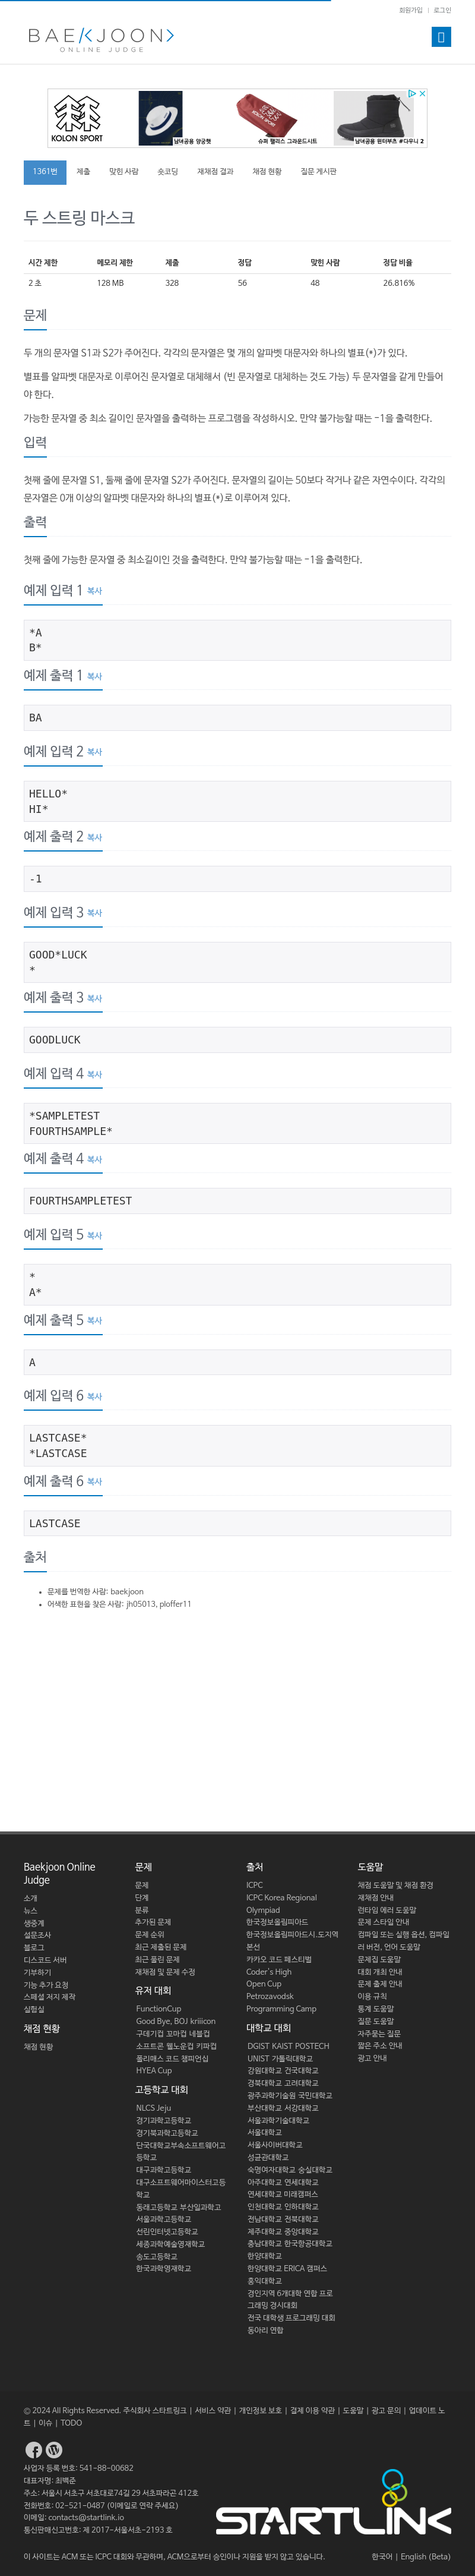 회원가입 | 로그인
BAEKJOON
ONLINE JUDGE
KOLON SPORT
남녀공용 왕골햇
슈퍼 펠리스 그라운드시트
남녀공용 윈터부츠 #다무니 2
1361번 제출 맞힌 사람 숏코딩 재채점 결과 채점 현황 질문 게시판
두 스트링 마스크
시간 제한 메모리 제한 제출 정답 맞힌 사람 정답 비율
2 초 128 MB 328 56 48 26.816%
문제
두 개의 문자열 S1과 S2가 주어진다. 각각의 문자열은 몇 개의 알파벳 대문자와 하나의 별표(*)가 있다.
별표를 알파벳 대문자로 이루어진 문자열로 대체해서 (빈 문자열로 대체하는 것도 가능) 두 문자열을 같게 만들어
야 한다.
가능한 문자열 중 최소 길이인 문자열을 출력하는 프로그램을 작성하시오. 만약 불가능할 때는 -1을 출력한다.
입력
첫째 줄에 문자열 S1, 둘째 줄에 문자열 S2가 주어진다. 문자열의 길이는 50보다 작거나 같은 자연수이다. 각각의
문자열은 0개 이상의 알파벳 대문자와 하나의 별표(*)로 이루어져 있다.
출력
첫째 줄에 가능한 문자열 중 최소길이인 것을 출력한다. 만약 불가능할 때는 -1을 출력한다.
예제 입력 1 복사
*A
B*
예제 출력 1 복사
BA
예제 입력 2 복사
HELLO*
HI*
예제 출력 2 복사
-1
예제 입력 3 복사
GOOD*LUCK
*
예제 출력 3 복사
GOODLUCK
예제 입력 4 복사
*SAMPLETEST
FOURTHSAMPLE*
예제 출력 4 복사
FOURTHSAMPLETEST
예제 입력 5 복사
*
A*
예제 출력 5 복사
A
예제 입력 6 복사
LASTCASE*
*LASTCASE
예제 출력 6 복사
LASTCASE
출처
문제를 번역한 사람: baekjoon
어색한 표현을 찾은 사람: jh05013, ploffer11
Baekjoon Online
Judge
소개
뉴스
생중계
설문조사
블로그
디스코드 서버
기부하기
기능 추가 요청
스페셜 저지 제작
실험실
채점 현황
채점 현황
문제
문제
단계
분류
추가된 문제
문제 순위
최근 제출된 문제
최근 풀린 문제
재채점 및 문제 수정
유저 대회
FunctionCup
Good Bye, BOJ kriiicon
구데기컵 꼬마컵 네블컵
소프트콘 웰노운컵 키파컵
폴리매스 코드 챔피언십
HYEA Cup
고등학교 대회
NLCS Jeju
경기과학고등학교
경기북과학고등학교
단국대학교부속소프트웨어고
등학교
대구과학고등학교
대구소프트웨어마이스터고등
학교
동래고등학교 부산일과학고
서울과학고등학교
선린인터넷고등학교
세종과학예술영재학교
송도고등학교
한국과학영재학교
출처
ICPC
ICPC Korea Regional
Olympiad
한국정보올림피아드
한국정보올림피아드시.도지역
본선
카카오 코드 페스티벌
Coder's High
Open Cup
Petrozavodsk
Programming Camp
대학교 대회
DGIST KAIST POSTECH
UNIST 가톨릭대학교
강원대학교 건국대학교
경북대학교 고려대학교
광주과학기술원 국민대학교
부산대학교 서강대학교
서울과학기술대학교
서울대학교
서울사이버대학교
성균관대학교
숙명여자대학교 숭실대학교
아주대학교 연세대학교
연세대학교 미래캠퍼스
인천대학교 인하대학교
전남대학교 전북대학교
제주대학교 중앙대학교
충남대학교 한국항공대학교
한양대학교
한양대학교 ERICA 캠퍼스
홍익대학교
경인지역 6개대학 연합 프로
그래밍 경시대회
전국 대학생 프로그래밍 대회
동아리 연합
도움말
채점 도움말 및 채점 환경
재채점 안내
런타임 에러 도움말
문제 스타일 안내
컴파일 또는 실행 옵션, 컴파일
러 버전, 언어 도움말
문제집 도움말
대회 개최 안내
문제 출제 안내
이용 규칙
통계 도움말
질문 도움말
자주묻는 질문
짧은 주소 안내
광고 안내
© 2024 All Rights Reserved. 주식회사 스타트링크 | 서비스 약관 | 개인정보 보호 | 결제 이용 약관 | 도움말 | 광고 문의 | 업데이트 노
트 | 이슈 | TODO
사업자 등록 번호: 541-88-00682
대표자명: 최백준
주소: 서울시 서초구 서초대로74길 29 서초파라곤 412호
전화번호: 02-521-0487 (이메일로 연락 주세요)
이메일: contacts@startlink.io
통신판매신고번호: 제 2017-서울서초-2193 호
STARTLINK
이 사이트는 ACM 또는 ICPC 대회와 무관하며, ACM으로부터 승인이나 지원을 받지 않고 있습니다.
한국어 | English (Beta)